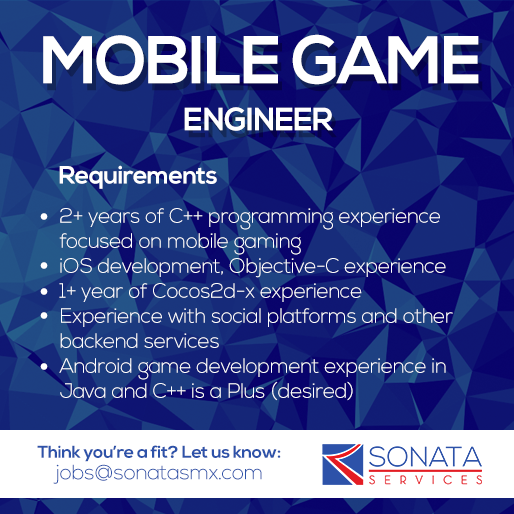 MOBILE GAME
ENGINEER
Requirements
• 2+ years of C++ programming experience
focused on mobile gaming
• iOS development, Objective-C experience
• 1+ year of Cocos2d-x experience
• Experience with social platforms and other
backend services
• Android game development experience in
Java and C++ is a Plus (desired)
Think you're a fit? Let us know:
jobs@sonatasmx.com
SONATA
SERVICES